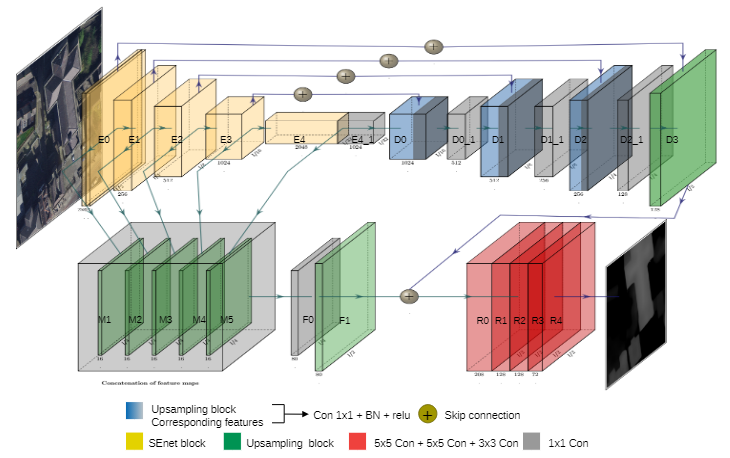 E0 E1 E2 E3 E4 E4_1 D0 D0_1 D1 D1_1 D2 D2_1 D3
256 512 1024 2048 1024 1024 512 512 256 256 128 128
M1 M2 M3 M4 M5 F0 F1 R0 R1 R2 R3 R4
16 16 16 16 16 80 80 208 128 128 72
Concatenation of feature maps
Upsampling block
Corresponding features
Con 1x1 + BN + relu
+ Skip connection
SEnet block
Upsampling block
5x5 Con + 5x5 Con + 3x3 Con
1x1 Con